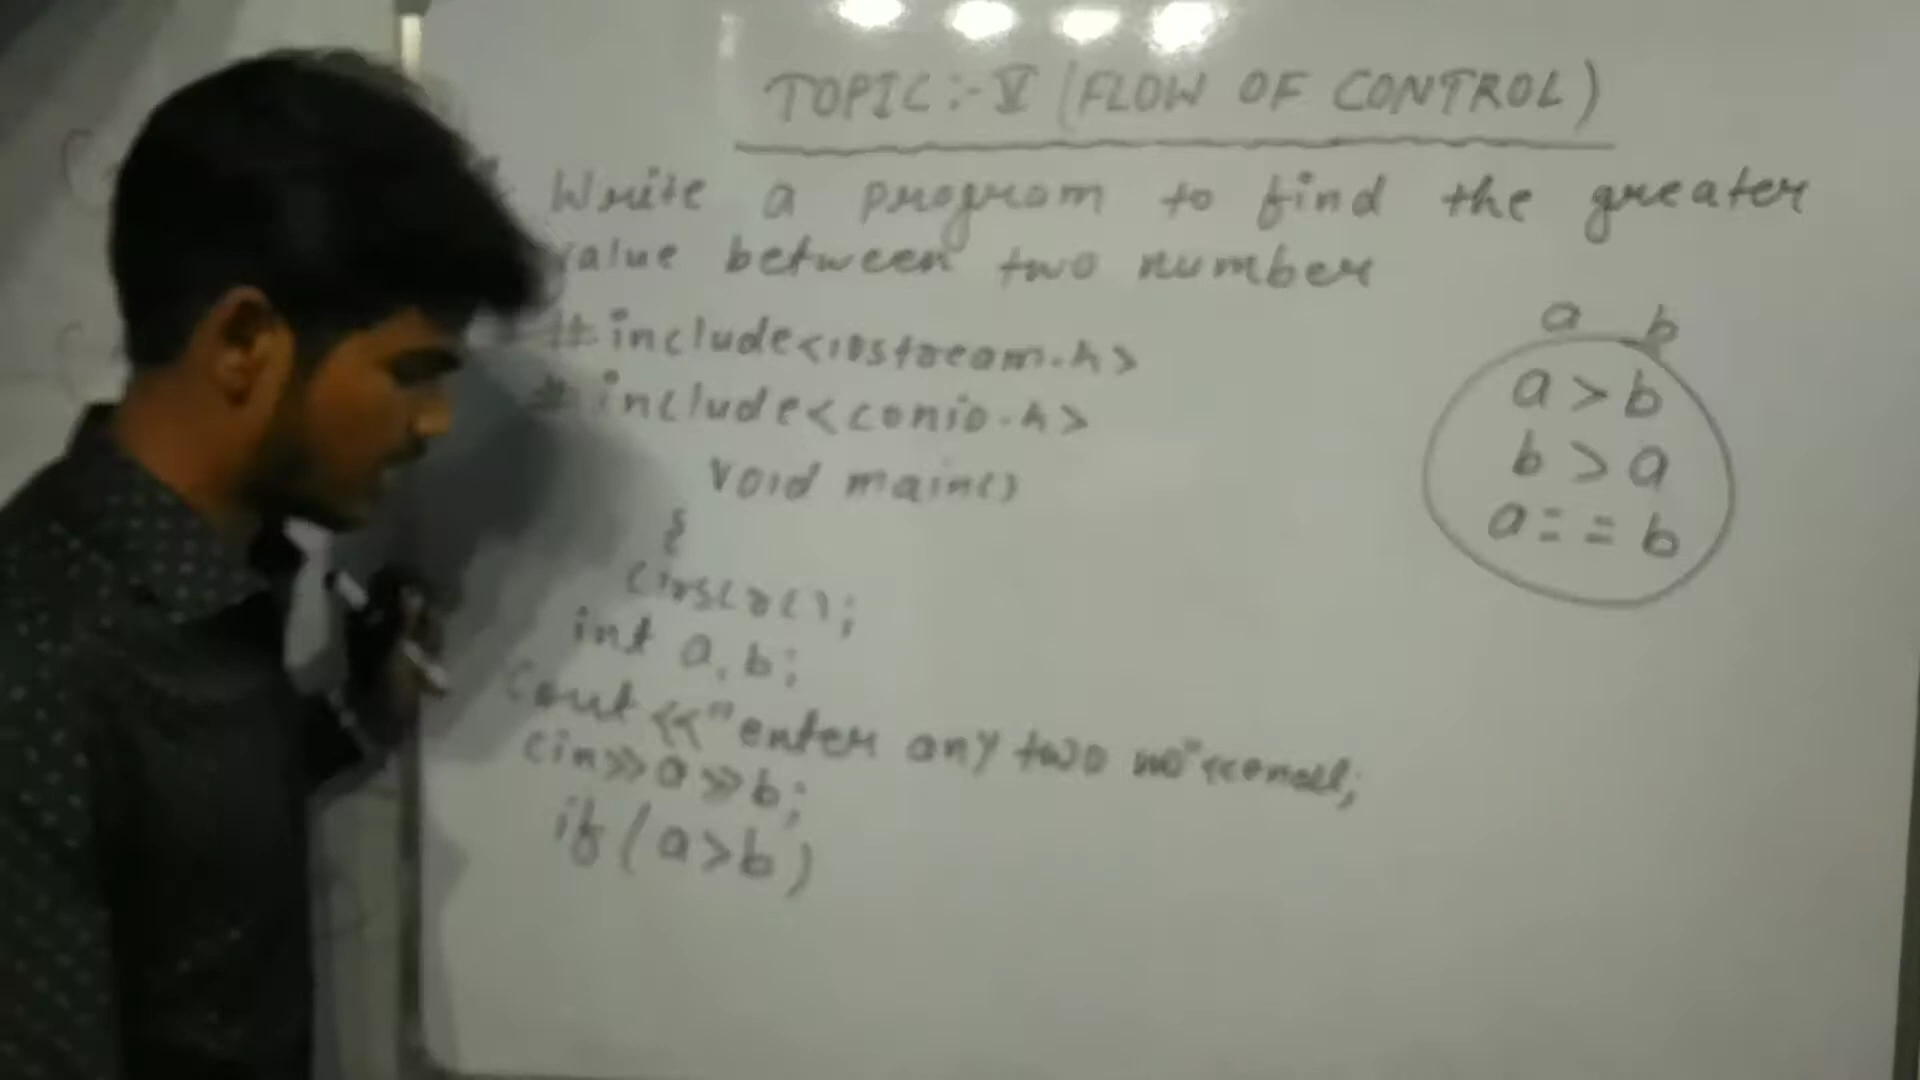 TOPIC:- V (FLOW OF CONTROL)
Write a program to find the greater
value between two number
#include<iostream.h>
#include<conio.h>
void main()
{
clrscr();
int a,b;
cout<<"enter any two no"<<endl;
cin>>a>>b;
if(a>b)
a b
a>b
b>a
a==b